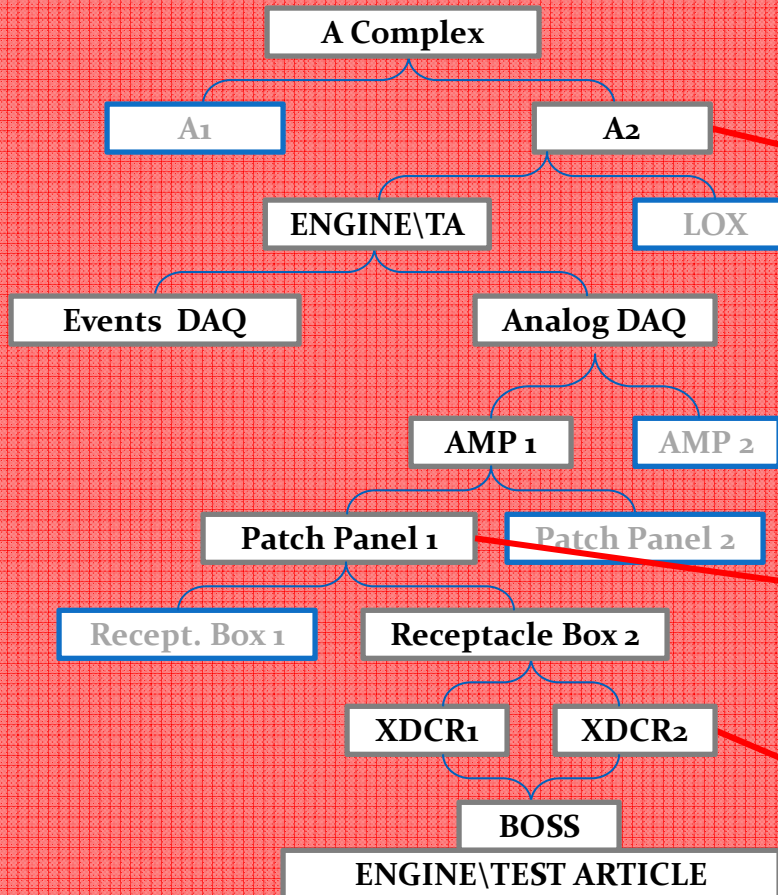 A Complex
A1
A2
ENGINE\TA
LOX
Events DAQ
Analog DAQ
AMP 1
AMP 2
Patch Panel 1
Patch Panel 2
Recept. Box 1
Receptacle Box 2
XDCR1
XDCR2
BOSS
ENGINE\TEST ARTICLE